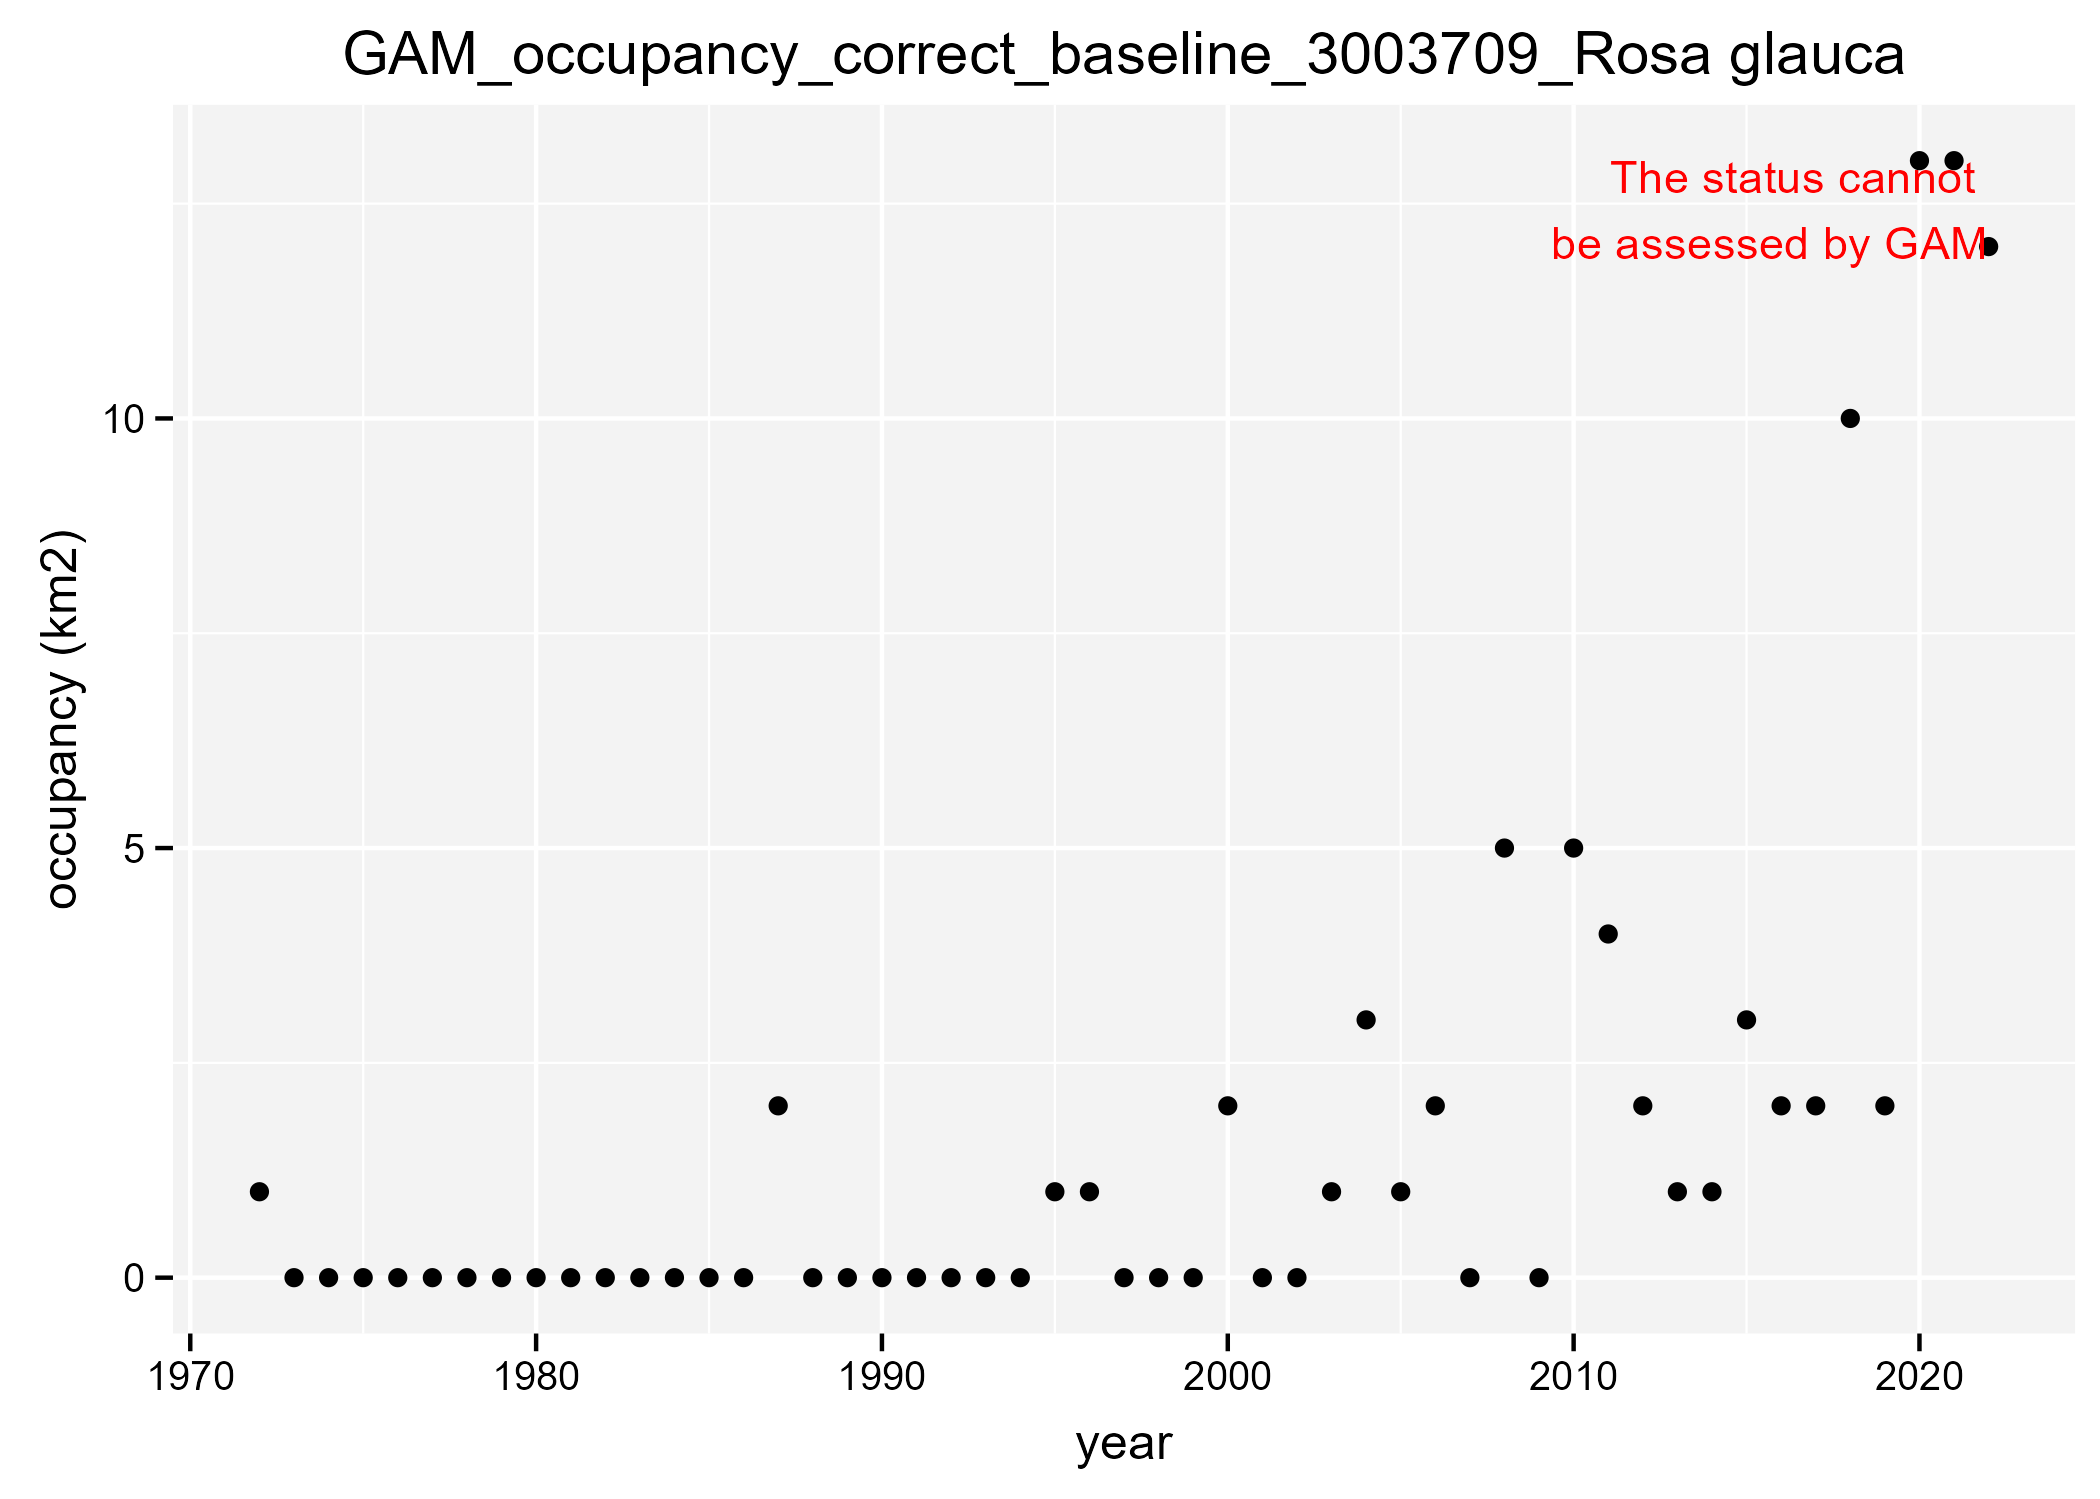 GAM_occupancy_correct_baseline_3003709_Rosa glauca
The status cannot
be assessed by GAM
10
5
0
occupancy (km2)
1970 1980 1990 2000 2010 2020
year